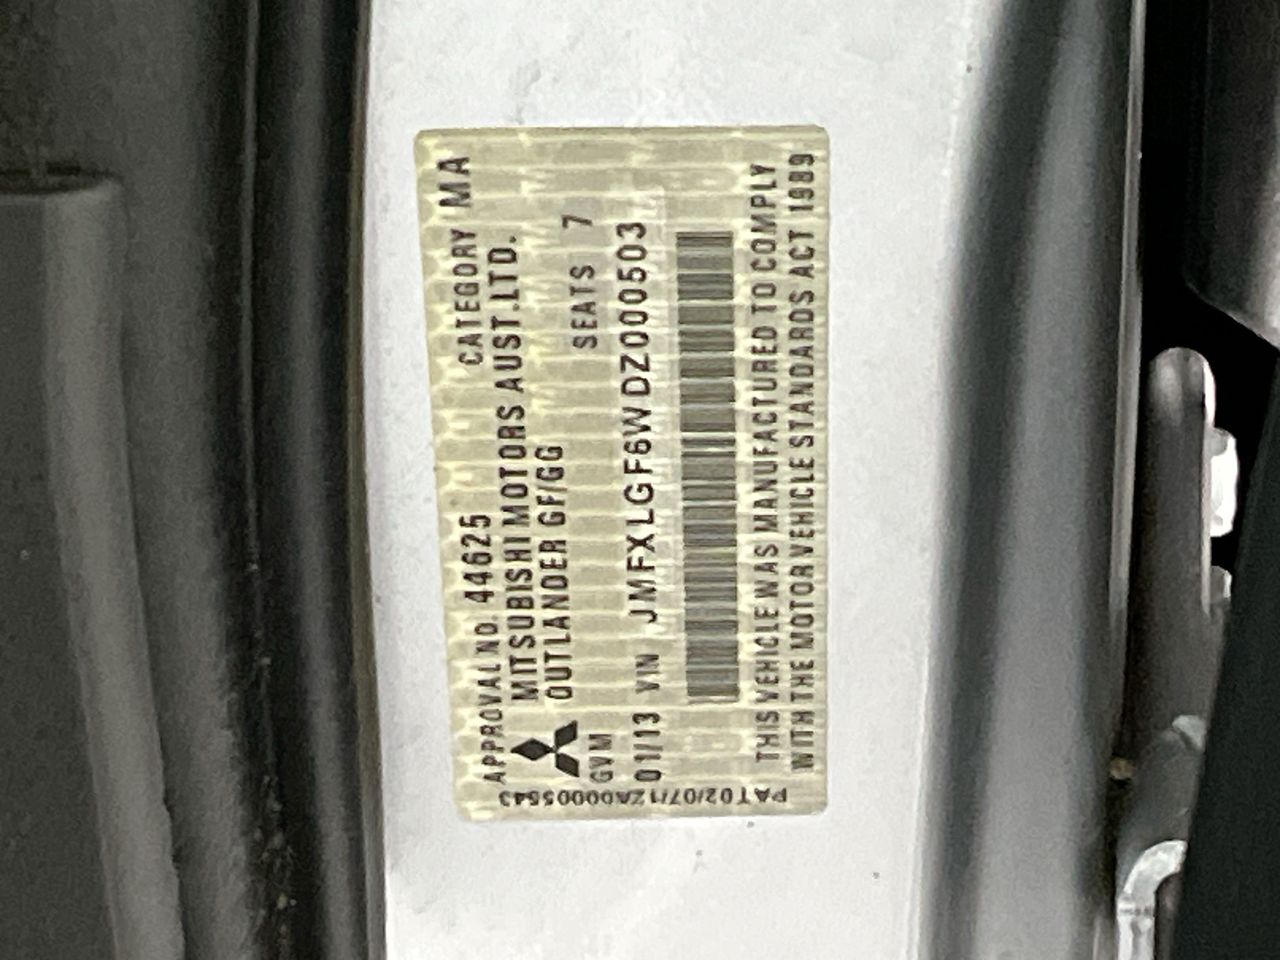 APPROVAL NO. 44625 CATEGORY MA
MITSUBISHI MOTORS AUST.LTD.
OUTLANDER GF/GG
GVM SEATS 7
01/13 VIN JMFXLGF6WDZ000503
THIS VEHICLE WAS MANUFACTURED TO COMPLY
WITH THE MOTOR VEHICLE STANDARDS ACT 1989
PAT02/07/12A00005543